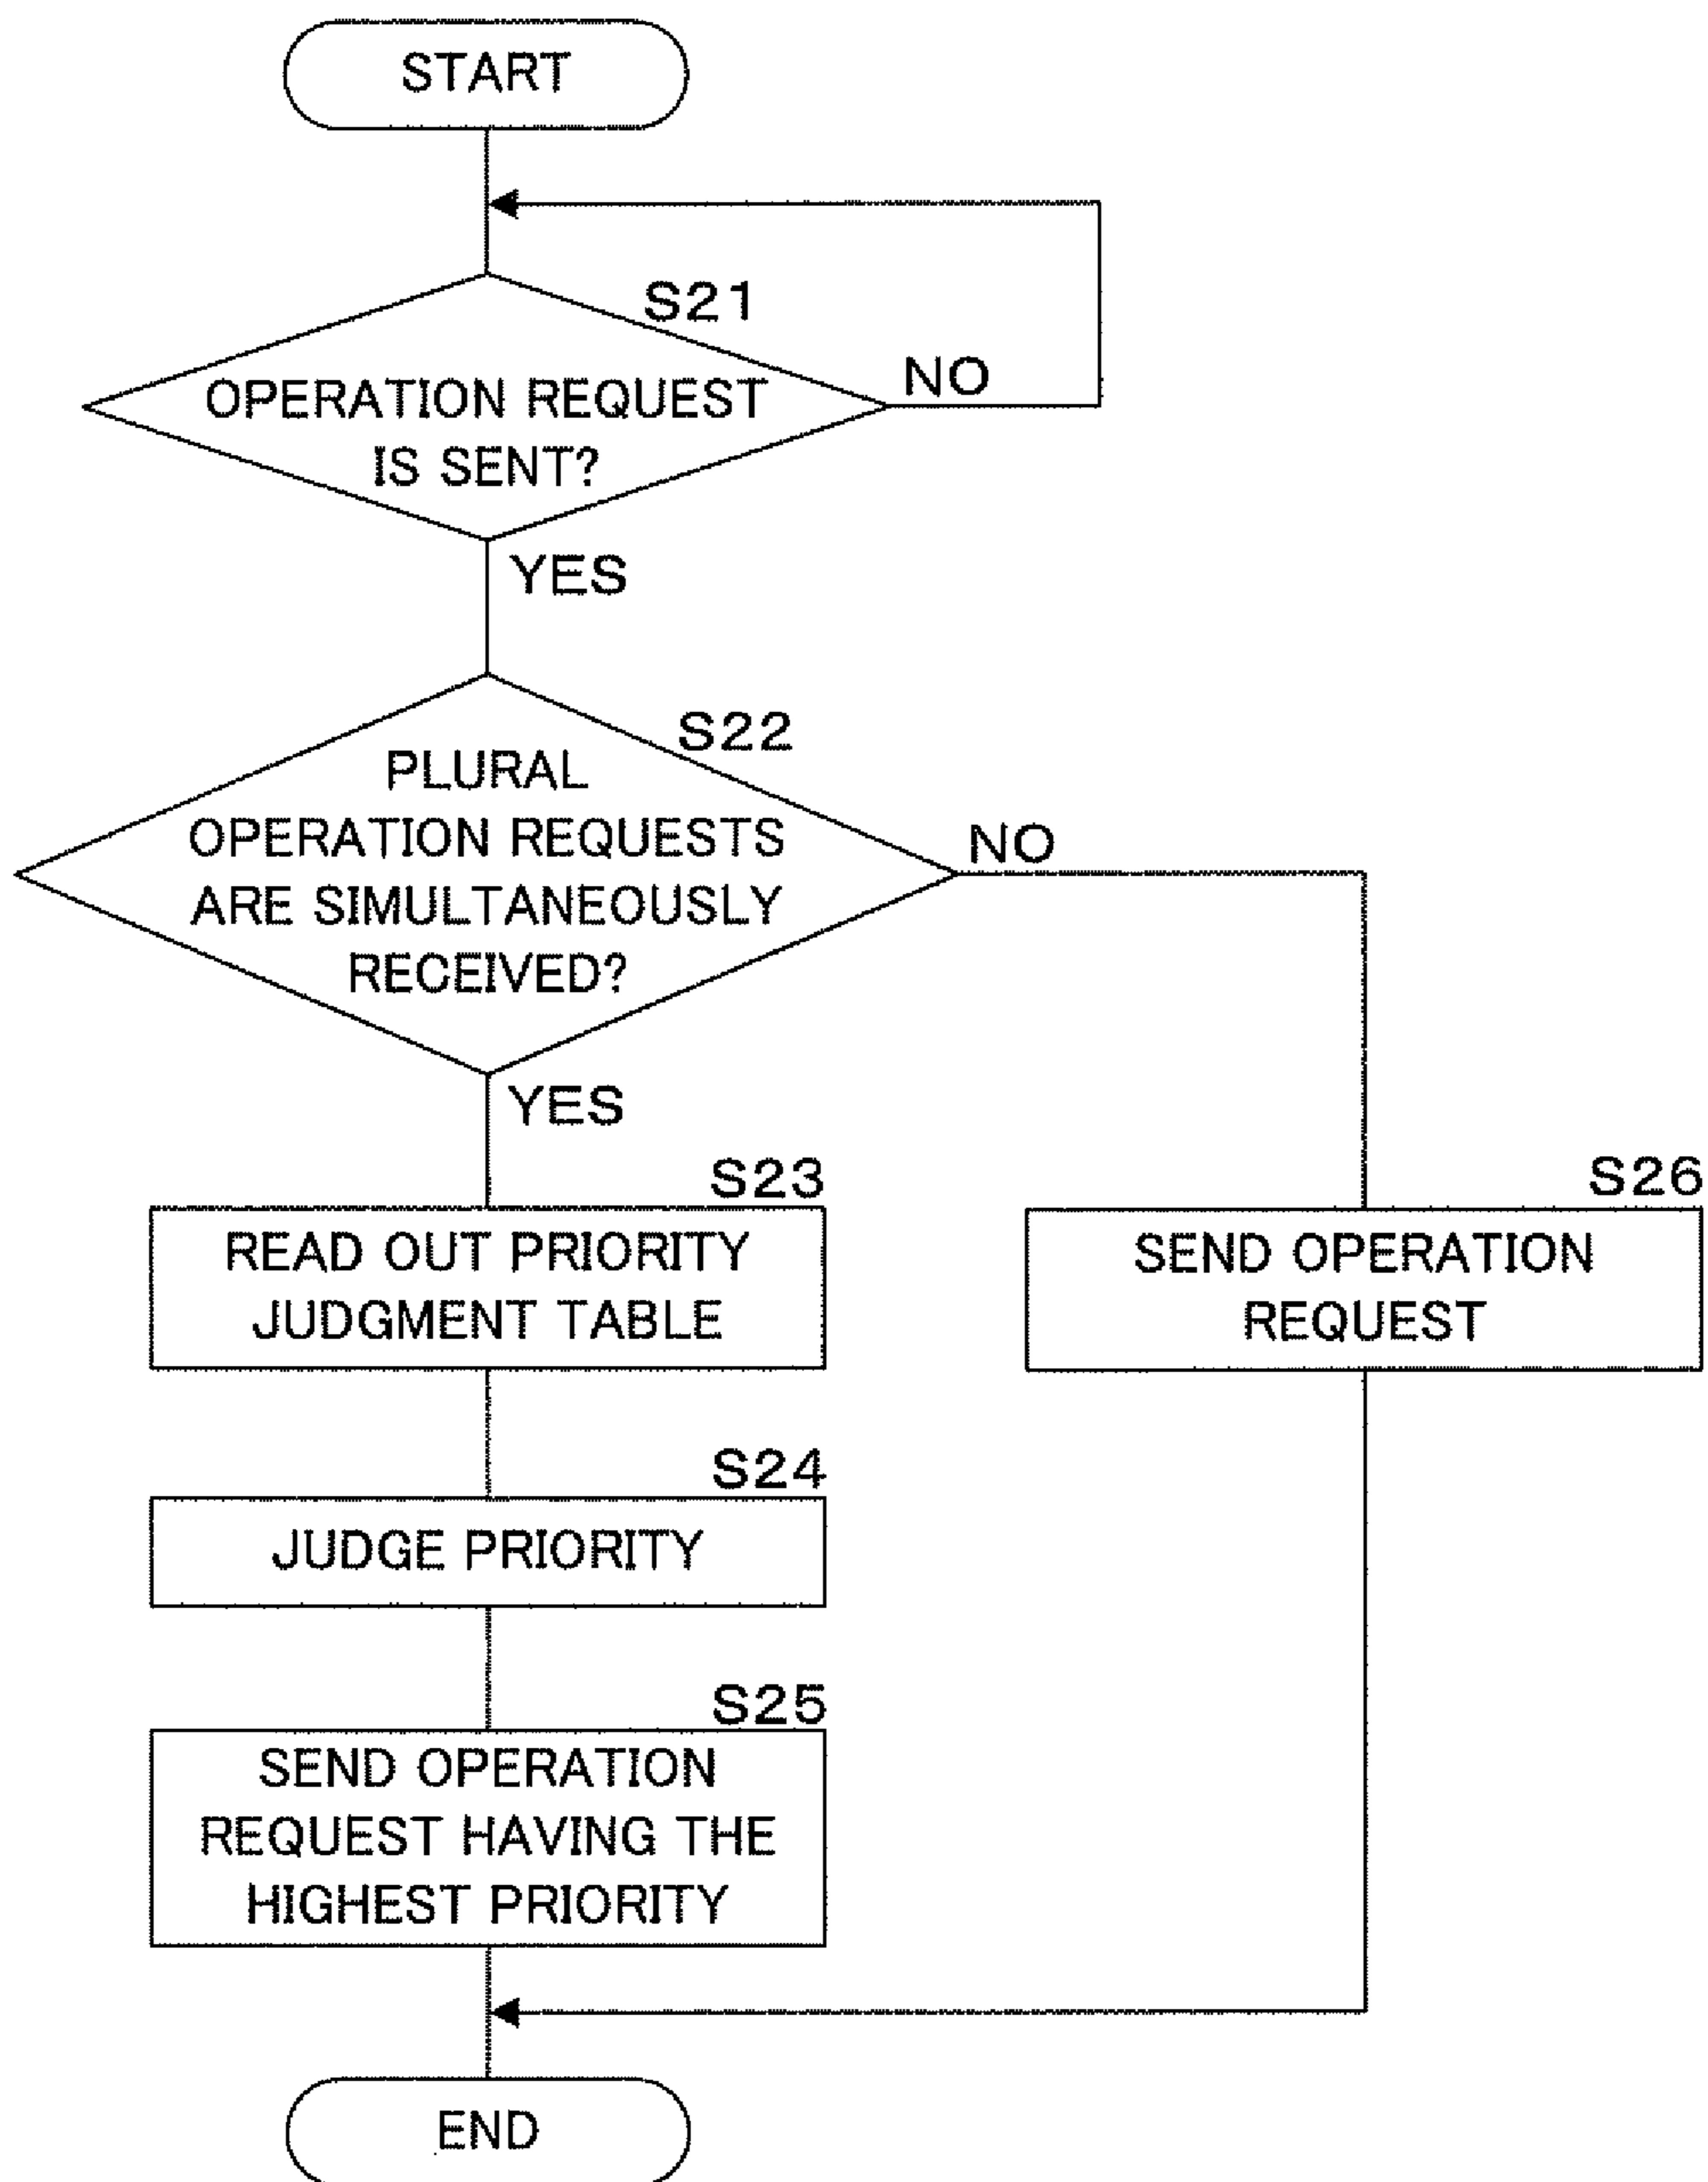 START
S21
OPERATION REQUEST
IS SENT?
NO
YES
S22
PLURAL
OPERATION REQUESTS
ARE SIMULTANEOUSLY
RECEIVED?
NO
YES
S23
READ OUT PRIORITY
JUDGMENT TABLE
S26
SEND OPERATION
REQUEST
S24
JUDGE PRIORITY
S25
SEND OPERATION
REQUEST HAVING THE
HIGHEST PRIORITY
END